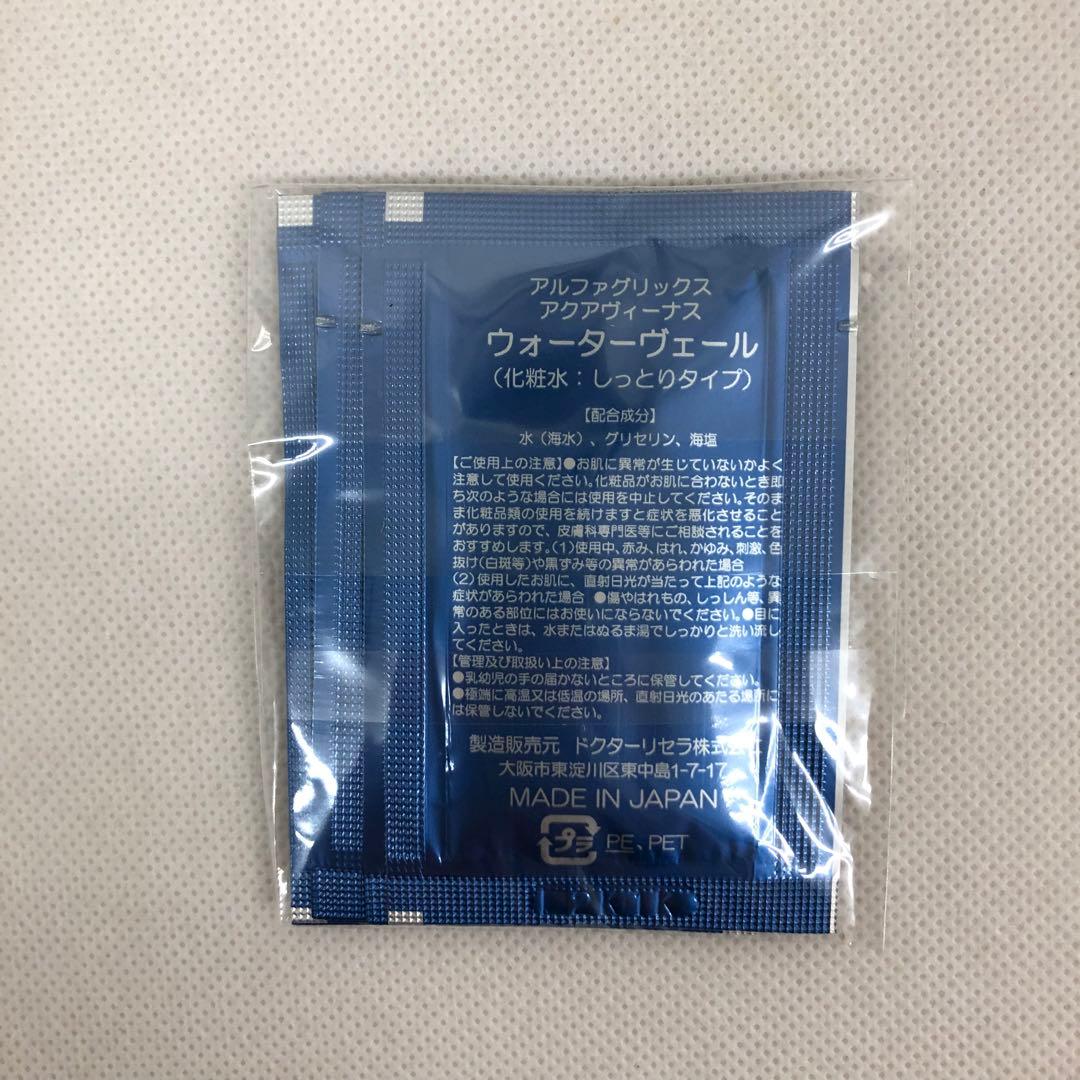 アルファグリックス
アクアヴィーナス
ウォーターヴェール
（化粧水：しっとりタイプ）
【配合成分】
水（海水）、グリセリン、海塩
【ご使用上の注意】●お肌に異常が生じていないかよく
注意して使用ください。化粧品がお肌に合わないとき即
ち次のような場合には使用を中止してください。そのま
ま化粧品類の使用を続けますと症状を悪化させること
がありますので、皮膚科専門医等にご相談されることを
おすすめします。（1）使用中、赤み、はれ、かゆみ、刺激、色
抜け（白斑等）や黒ずみ等の異常があらわれた場合
（2）使用したお肌に、直射日光が当たって上記のような
症状があらわれた場合 ●傷やはれもの、しっしん等、異
常のある部位にはお使いにならないでください。●目に
入ったときは、水またはぬるま湯でしっかりと洗い流し
てください。
【管理及び取扱い上の注意】
●乳幼児の手の届かないところに保管してください。
●極端に高温又は低温の場所、直射日光のあたる場所に
は保管しないでください。
製造販売元 ドクターリセラ株式会社
大阪市東淀川区東中島1-7-17
MADE IN JAPAN
プラ PE、PET